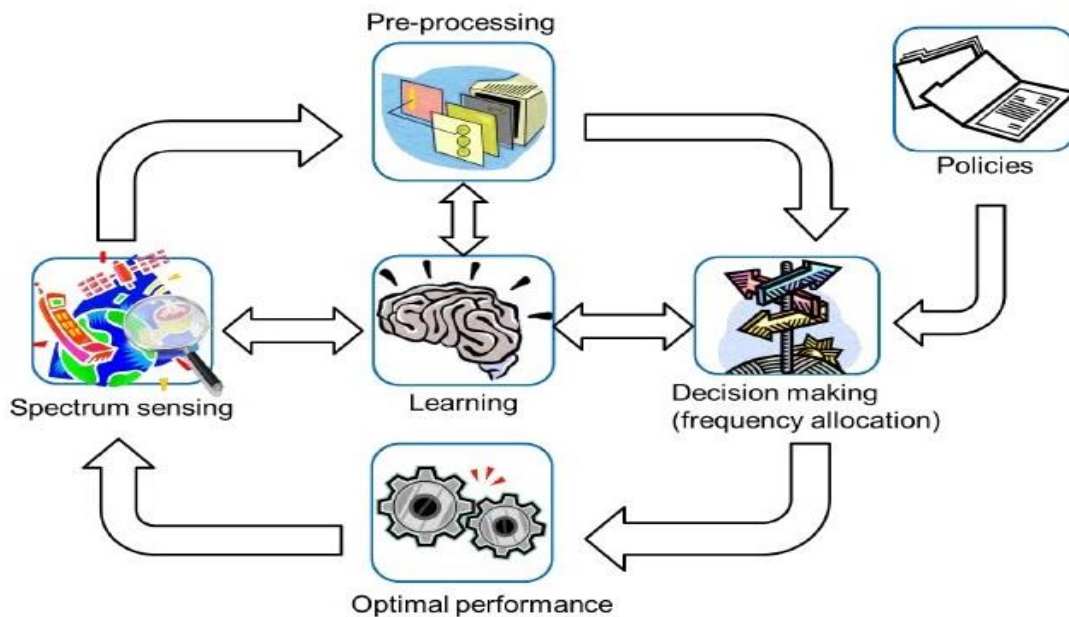 Pre-processing
Policies
Spectrum sensing
Learning
Decision making
(frequency allocation)
Optimal performance